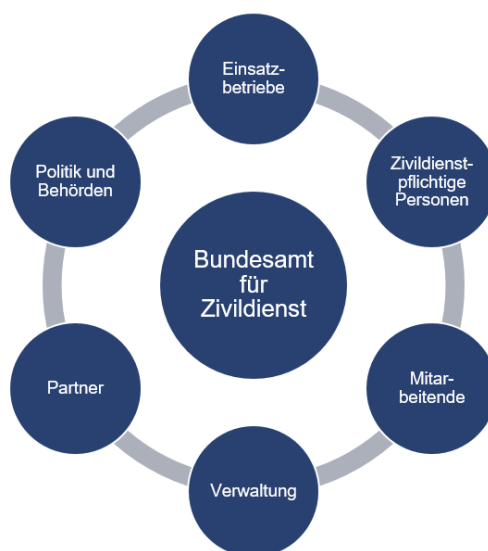 Einsatz-
betriebe
Zivildienst-
pflichtige
Personen
Mitar-
beitende
Verwaltung
Partner
Politik und
Behörden
Bundesamt
für
Zivildienst